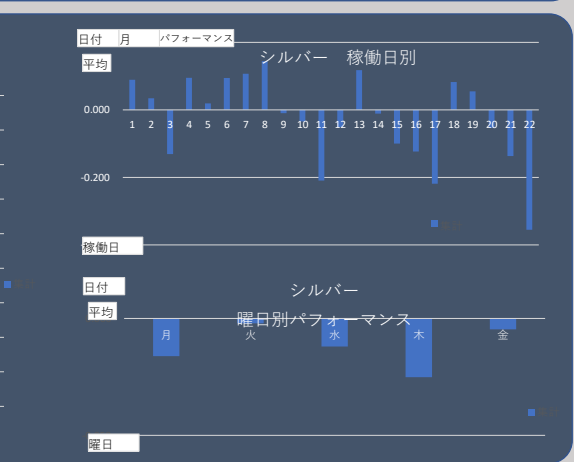 日付 月 パフォーマンス
シルバー 稼働日別
平均
0.000
1 2 3 4 5 6 7 8 9 10 11 12 13 14 15 16 17 18 19 20 21 22
-0.200
稼働日
日付
シルバー
平均
曜日別パフォーマンス
月 火 水 木 金
曜日